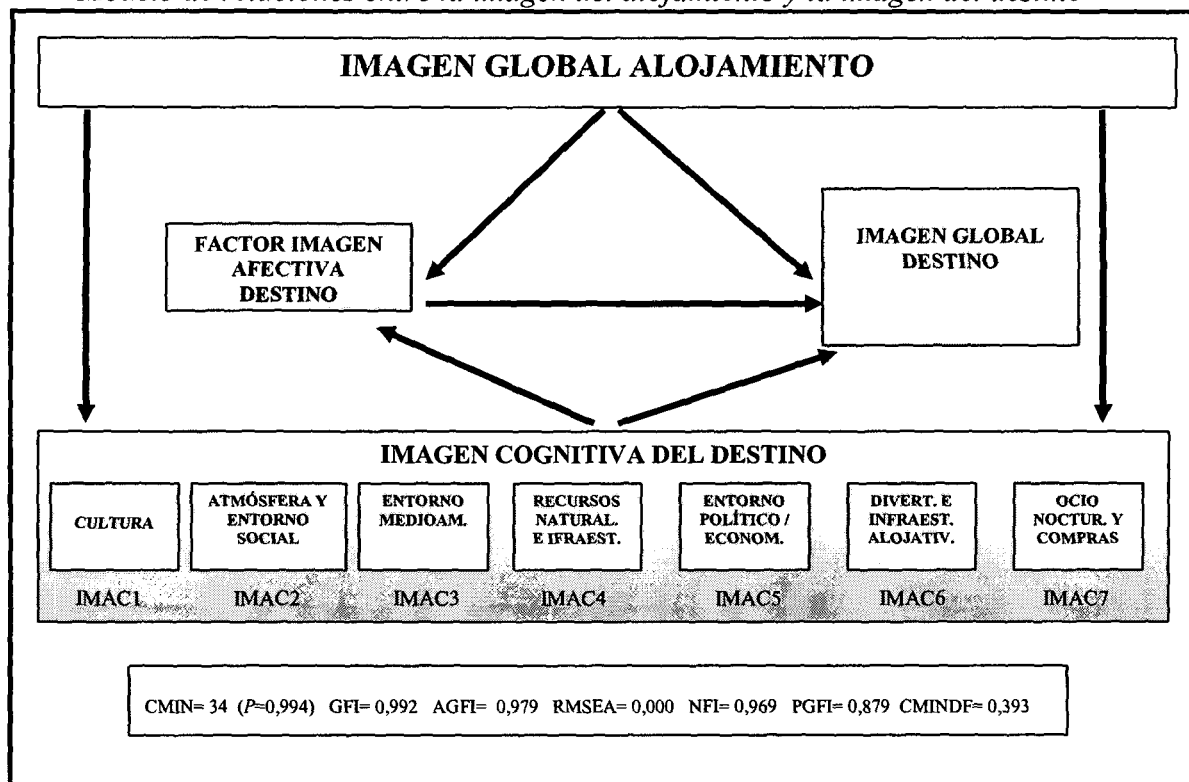 IMAGEN GLOBAL ALOJAMIENTO
FACTOR IMAGEN
AFECTIVA
DESTINO
IMAGEN GLOBAL
DESTINO
IMAGEN COGNITIVA DEL DESTINO
CULTURA
ATMÓSFERA Y
ENTORNO
SOCIAL
ENTORNO
MEDIOAM.
RECURSOS
NATURAL.
E IFRAEST.
ENTORNO
POLÍTICO /
ECONOM.
DIVERT. E
INFRAEST.
ALOJATIV.
OCIO
NOCTUR. Y
COMPRAS
IMAC1
IMAC2
IMAC3
IMAC4
IMAC5
IMAC6
IMAC7
CMIN= 34 (P=0,994) GFI= 0,992 AGFI= 0,979 RMSEA= 0,000 NFI= 0,969 PGFI= 0,879 CMINDF= 0,393